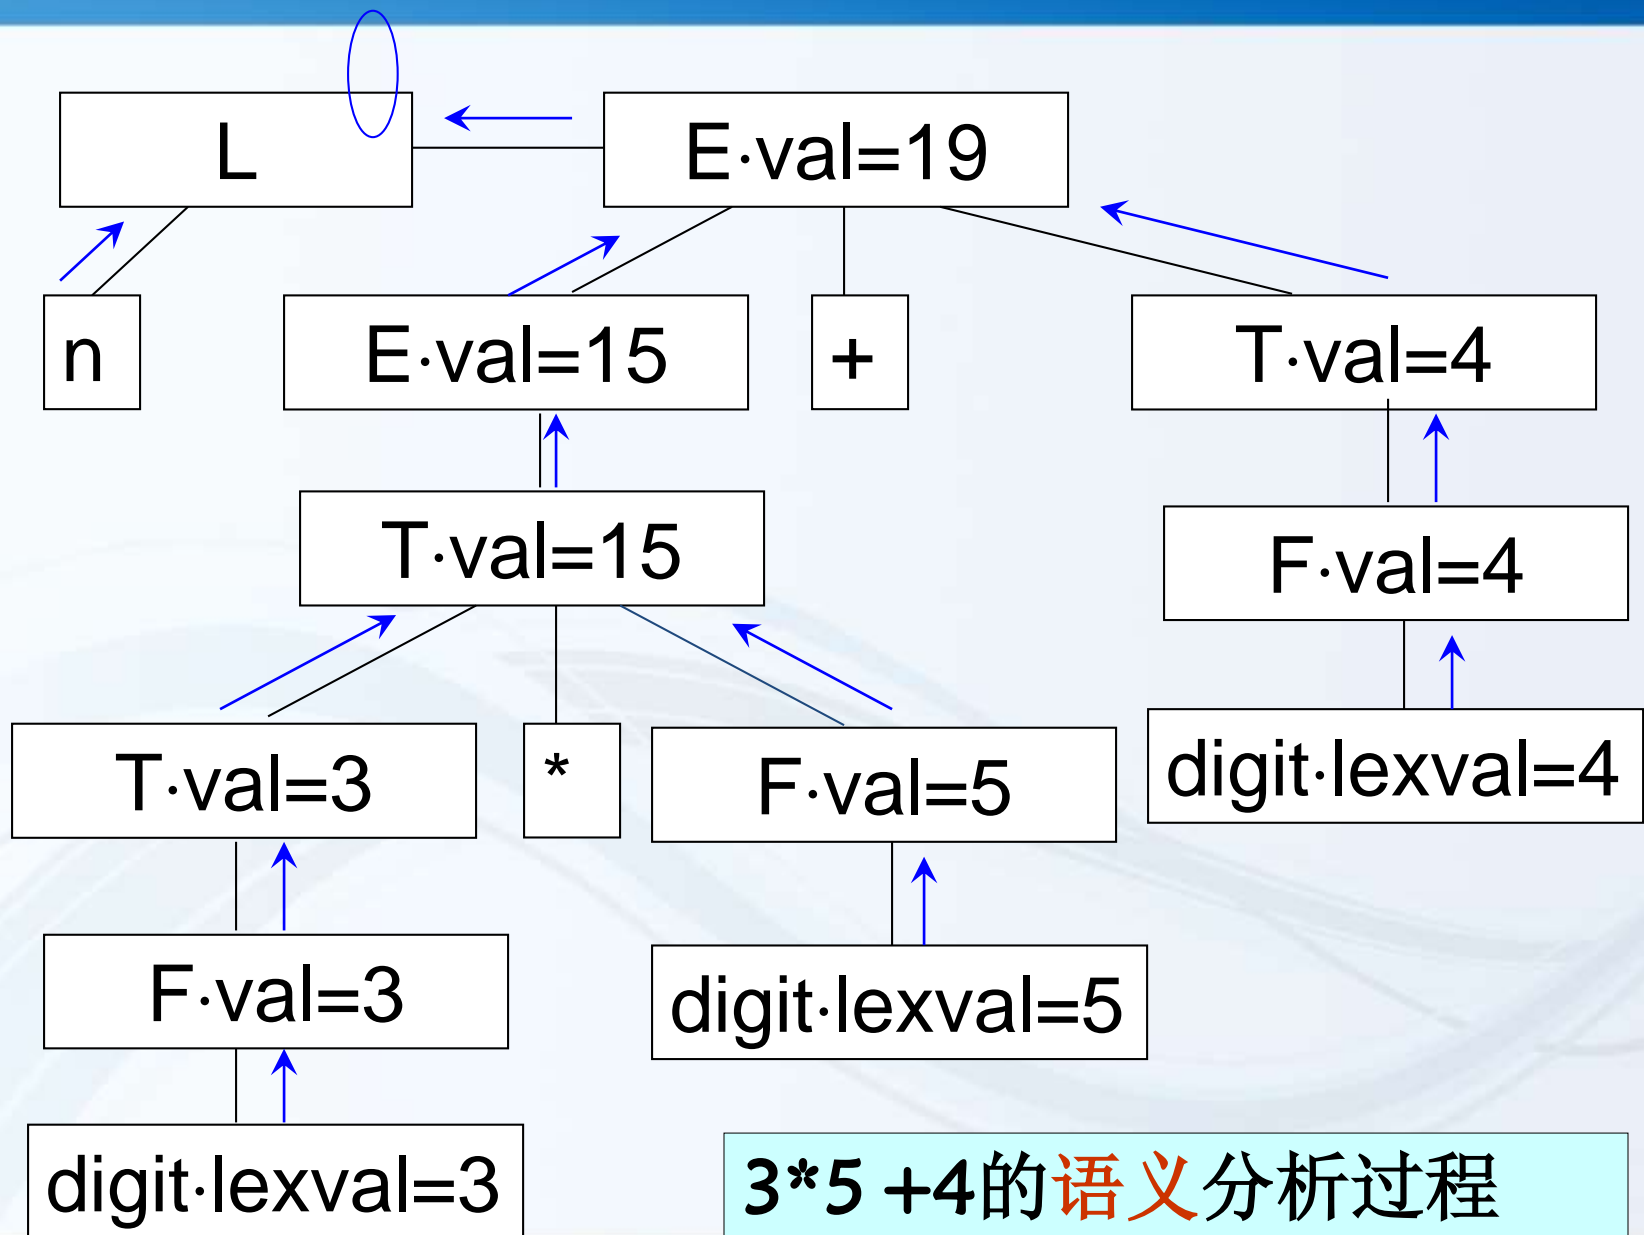 L
E·val=19
n
E·val=15
+
T·val=4
T·val=15
F·val=4
T·val=3
*
F·val=5
digit·lexval=4
F·val=3
digit·lexval=5
digit·lexval=3
3*5 +4的语义分析过程